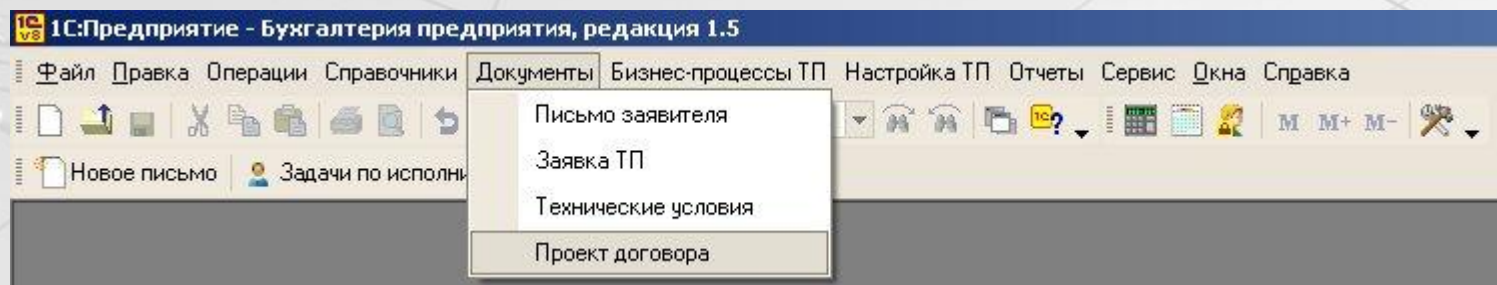 1С:Предприятие - Бухгалтерия предприятия, редакция 1.5
Файл Правка Операции Справочники Документы Бизнес-процессы ТП Настройка ТП Отчеты Сервис Окна Справка
M M+ M-
Письмо заявителя
Заявка ТП
Технические условия
Проект договора
Новое письмо Задачи по